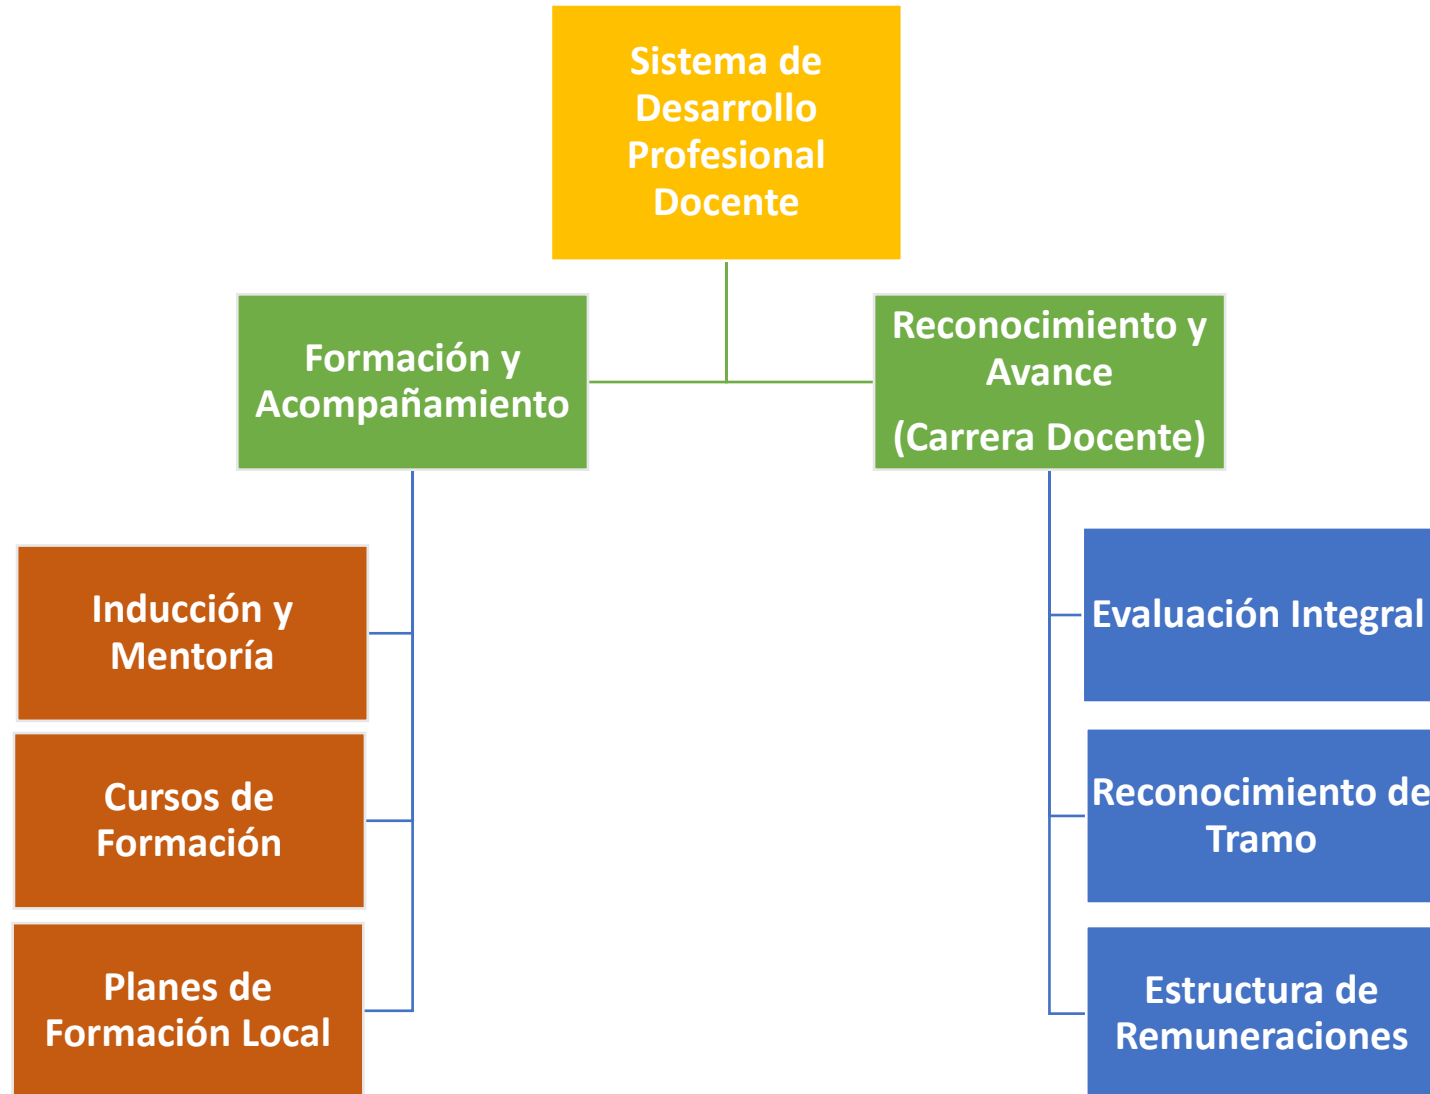 Sistema de
Desarrollo
Profesional
Docente
Formación y
Acompañamiento
Reconocimiento y
Avance
(Carrera Docente)
Inducción y
Mentoría
Cursos de
Formación
Planes de
Formación Local
Evaluación Integral
Reconocimiento de
Tramo
Estructura de
Remuneraciones